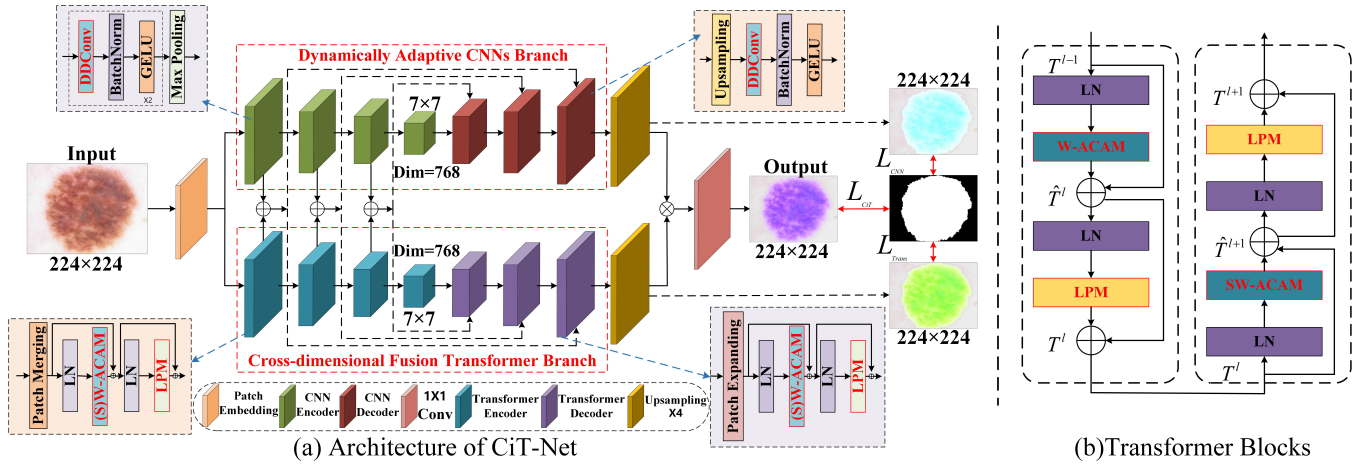 DDConv
BatchNorm
GELU
X2
Max Pooling
Dynamically Adaptive CNNs Branch
Upsampling
DDConv
BatchNorm
GELU
7×7
Dim=768
Input
224×224
224×224
L CNN
Output
L CiT
224×224
L Trans
224×224
Dim=768
7×7
Cross-dimensional Fusion Transformer Branch
Patch Merging
LN
(S)W-ACAM
LN
LPM
Patch Expanding
LN
(S)W-ACAM
LN
LPM
Patch Embedding
CNN Encoder
CNN Decoder
1X1 Conv
Transformer Encoder
Transformer Decoder
Upsampling X4
(a) Architecture of CiT-Net
T^{l-1}
LN
W-ACAM
T̂^{l}
LN
LPM
T^{l}
T^{l+1}
LPM
LN
T̂^{l+1}
SW-ACAM
LN
T^{l}
(b)Transformer Blocks